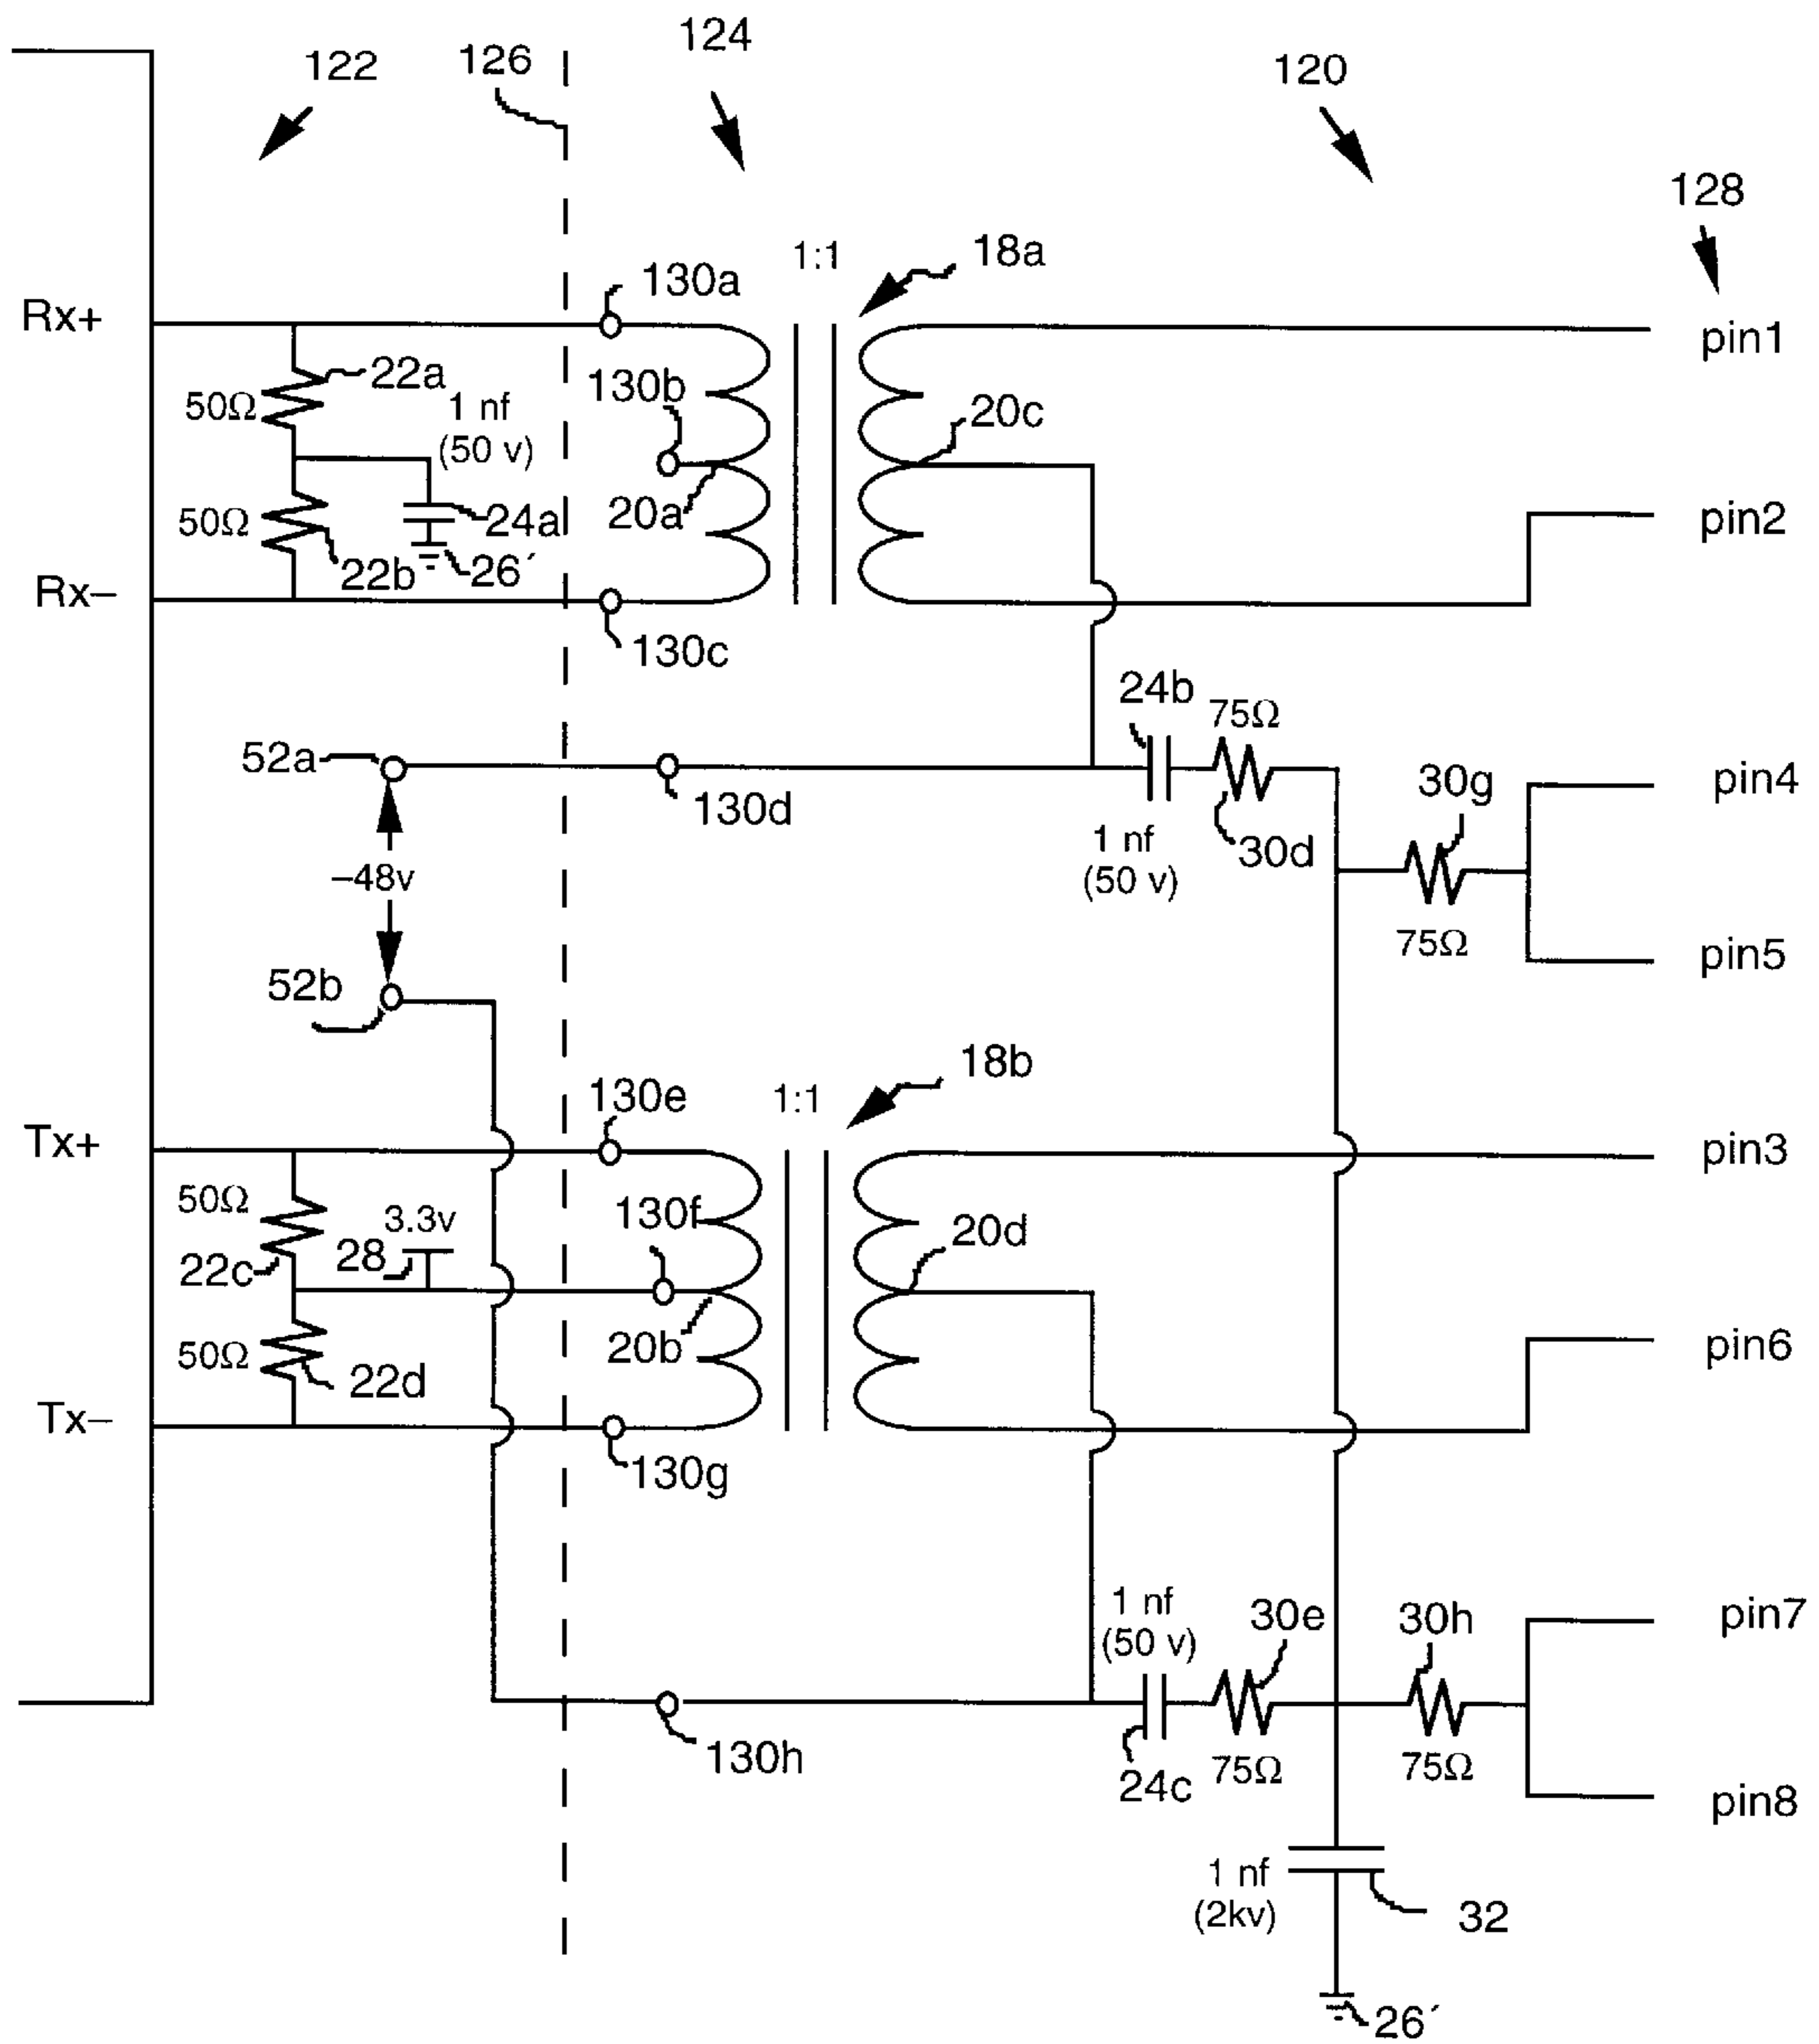 124
122
126
120
128
1:1
18a
130a
Rx+
pin1
22a
130b
50Ω
1 nf
(50 v)
20c
20a
pin2
50Ω
24a
22b
26´
Rx–
130c
24b
75Ω
52a
130d
30g
pin4
1 nf
(50 v)
30d
–48v
75Ω
pin5
52b
18b
130e
1:1
Tx+
pin3
50Ω
3.3v
130f
20d
22c
28
50Ω
20b
pin6
22d
Tx–
130g
1 nf
(50 v)
30e
30h
pin7
130h
24c
75Ω
75Ω
pin8
1 nf
(2kv)
32
26´